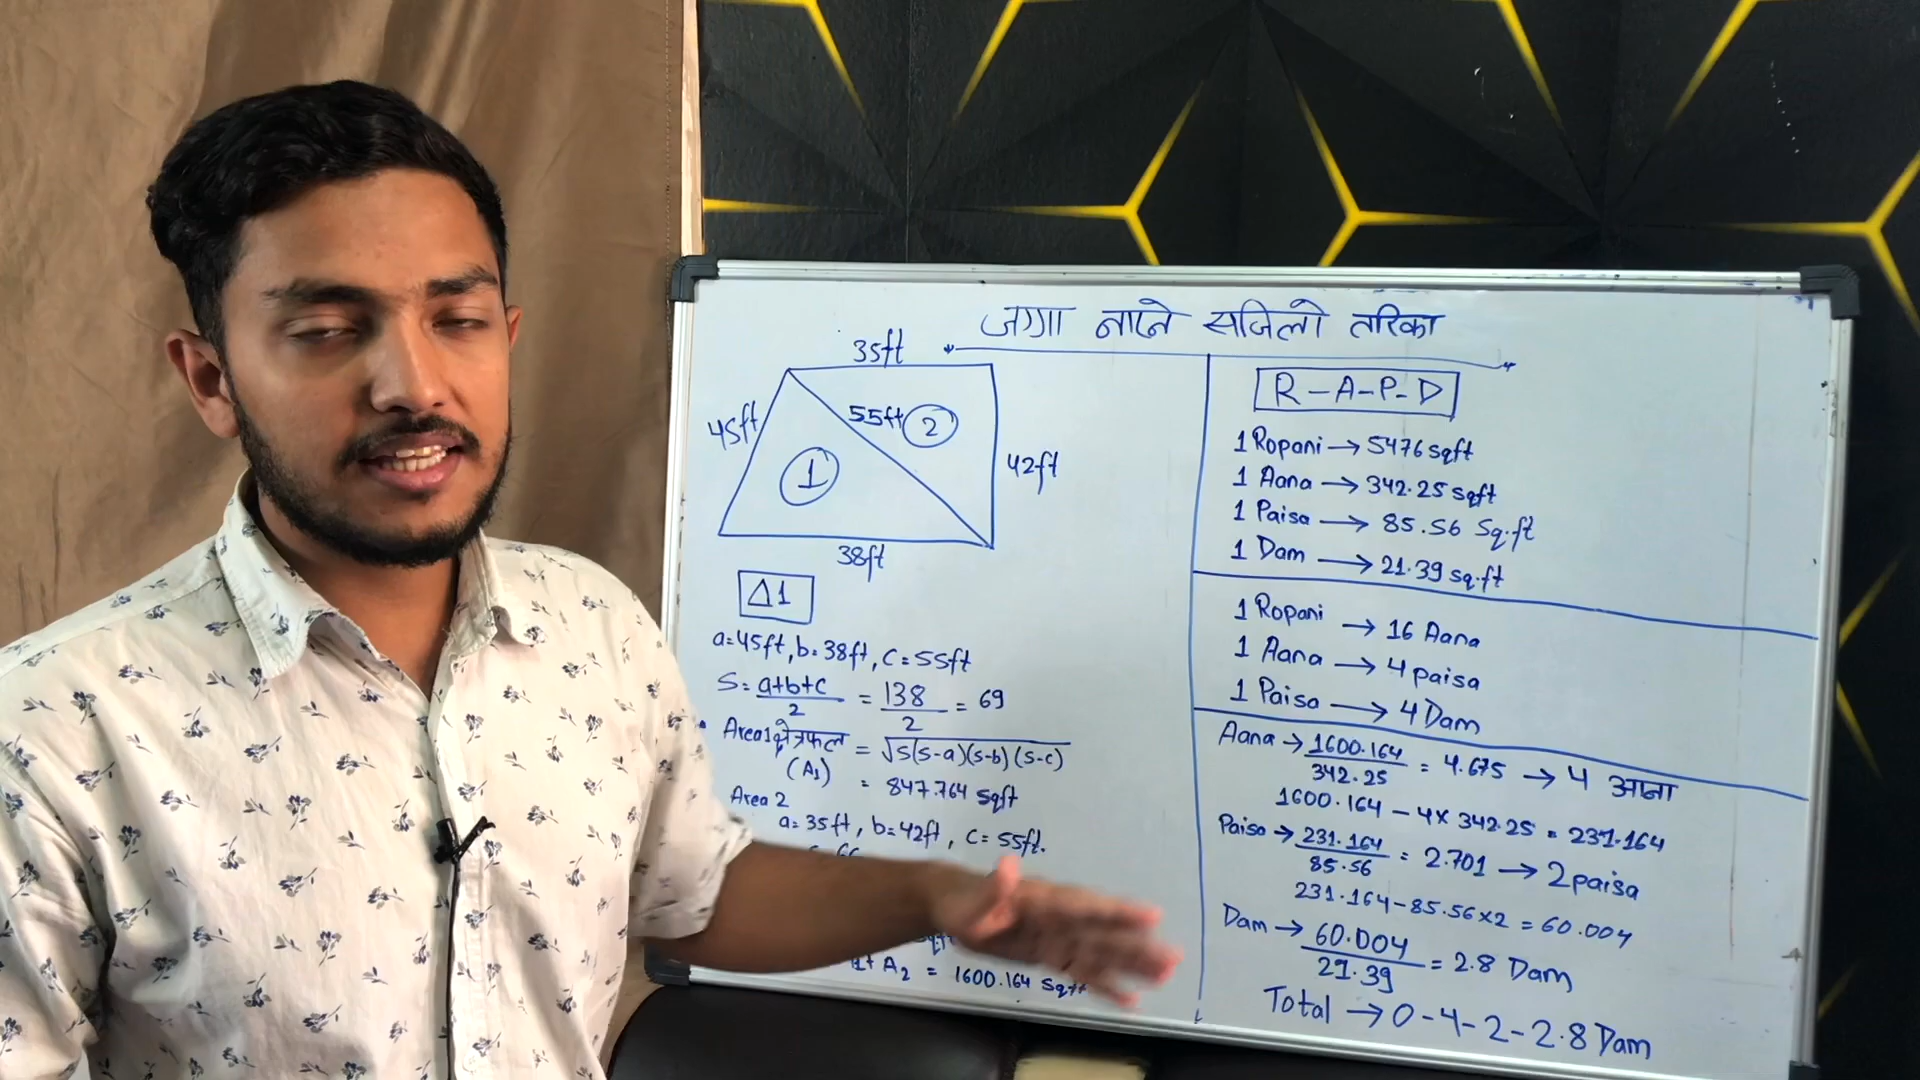 जग्गा नाप्ने सजिलो तरिका
35ft
45ft
55ft
2
1
42ft
38ft
Δ1
a=45ft, b=38ft, c=55ft
S = a+b+c / 2 = 138 / 2 = 69
Area 1 क्षेत्रफल (A₁) = √s(s-a)(s-b)(s-c)
= 847.764 sqft
Area 2
a=35ft, b=42ft, c=55ft.
+ A₂ = 1600.164 sqft
R-A-P-D
1 Ropani → 5476 sqft
1 Aana → 342.25 sqft
1 Paisa → 85.56 Sq.ft
1 Dam → 21.39 sq.ft
1 Ropani → 16 Aana
1 Aana → 4 paisa
1 Paisa → 4 Dam
Aana → 1600.164 / 342.25 = 4.675 → 4 आना
1600.164 - 4 x 342.25 = 231.164
Paisa → 231.164 / 85.56 = 2.701 → 2 paisa
231.164 - 85.56 x 2 = 60.004
Dam → 60.004 / 21.39 = 2.8 Dam
Total → 0-4-2-2.8 Dam